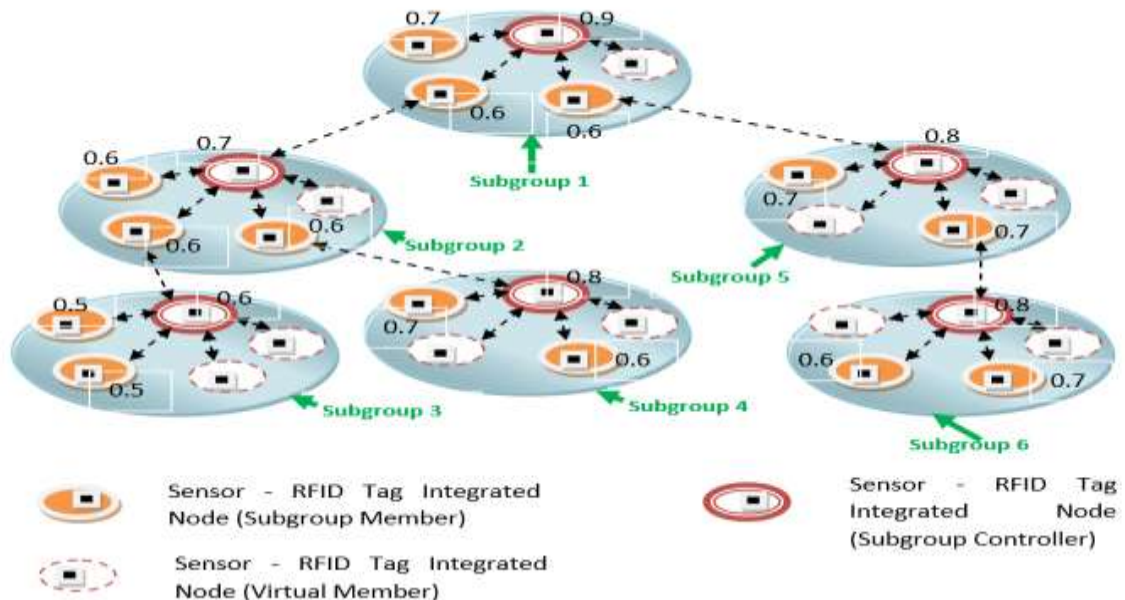 0.7
0.9
0.6
0.6
Subgroup 1
0.6
0.7
0.6
0.6
Subgroup 2
0.8
0.7
0.7
Subgroup 5
0.5
0.6
0.5
Subgroup 3
0.8
0.7
0.6
Subgroup 4
0.8
0.6
0.7
Subgroup 6
Sensor - RFID Tag Integrated
Node (Subgroup Member)
Sensor - RFID Tag Integrated
Node (Virtual Member)
Sensor - RFID Tag
Integrated Node
(Subgroup Controller)